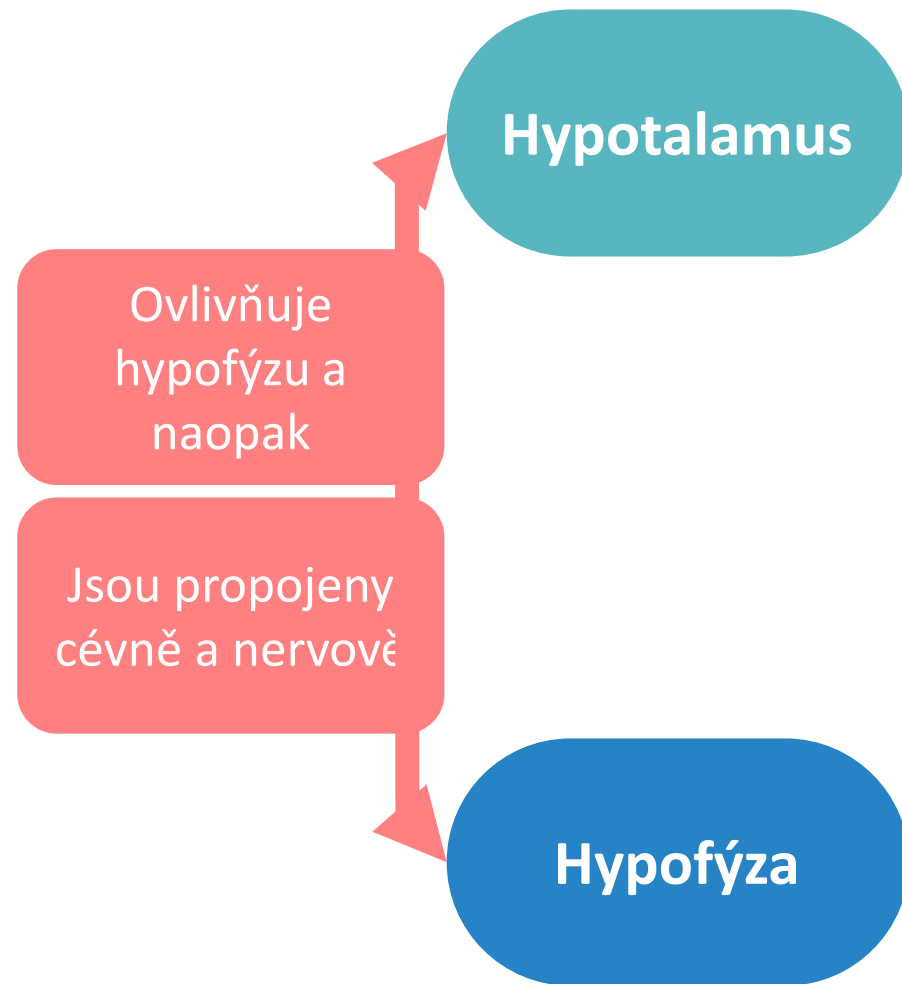 Hypotalamus
Ovlivňuje
hypofýzu a
naopak
Jsou propojeny
cévně a nervově
Hypofýza